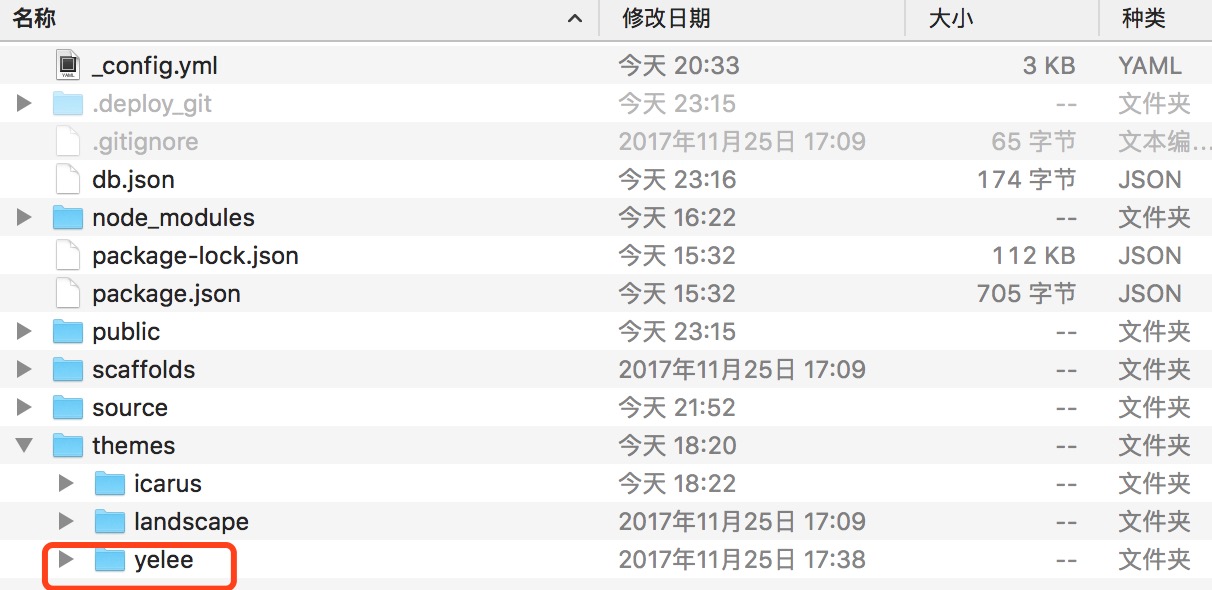 名称 修改日期 大小 种类
_config.yml 今天 20:33 3 KB YAML
.deploy_git 今天 23:15 -- 文件夹
.gitignore 2017年11月25日 17:09 65 字节 文本编...
db.json 今天 23:16 174 字节 JSON
node_modules 今天 16:22 -- 文件夹
package-lock.json 今天 15:32 112 KB JSON
package.json 今天 15:32 705 字节 JSON
public 今天 23:15 -- 文件夹
scaffolds 2017年11月25日 17:09 -- 文件夹
source 今天 21:52 -- 文件夹
themes 今天 18:20 -- 文件夹
icarus 今天 18:22 -- 文件夹
landscape 2017年11月25日 17:09 -- 文件夹
yelee 2017年11月25日 17:38 -- 文件夹